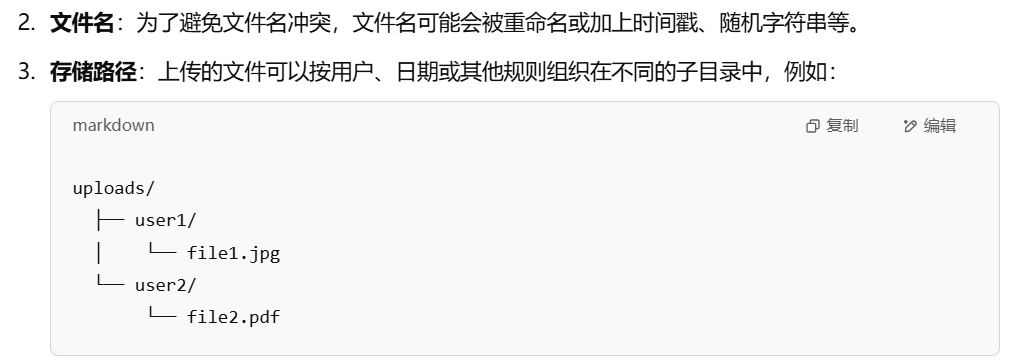 2. 文件名：为了避免文件名冲突，文件名可能会被重命名或加上时间戳、随机字符串等。
3. 存储路径：上传的文件可以按用户、日期或其他规则组织在不同的子目录中，例如：
markdown 复制 编辑
uploads/
  ├── user1/
  │    └── file1.jpg
  └── user2/
       └── file2.pdf